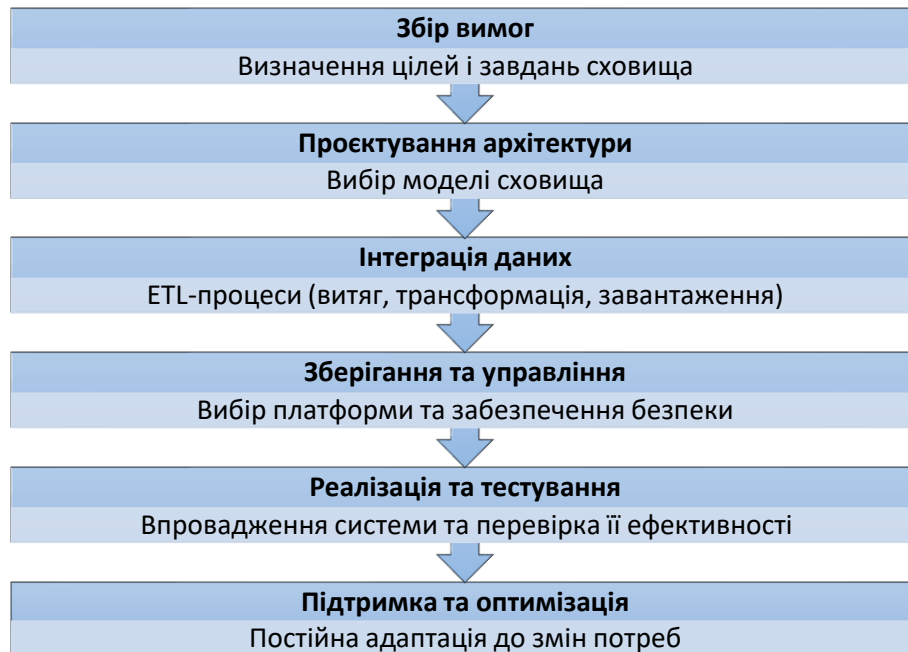 Збір вимог
Визначення цілей і завдань сховища
Проєктування архітектури
Вибір моделі сховища
Інтеграція даних
ETL-процеси (витяг, трансформація, завантаження)
Зберігання та управління
Вибір платформи та забезпечення безпеки
Реалізація та тестування
Впровадження системи та перевірка її ефективності
Підтримка та оптимізація
Постійна адаптація до змін потреб